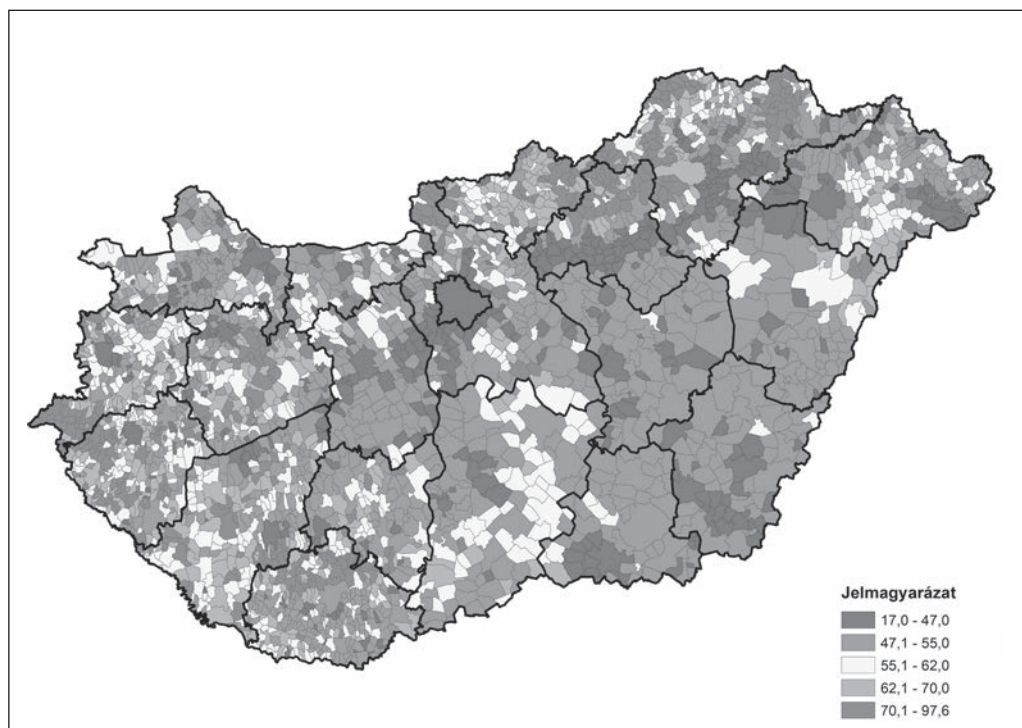 Jelmagyarázat
17,0 - 47,0
47,1 - 55,0
55,1 - 62,0
62,1 - 70,0
70,1 - 97,6